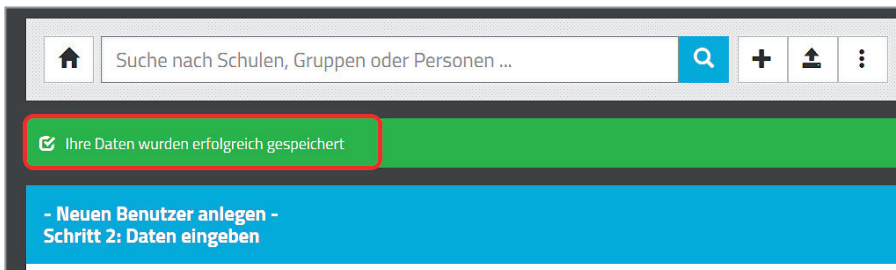 Suche nach Schulen, Gruppen oder Personen ...
Ihre Daten wurden erfolgreich gespeichert
- Neuen Benutzer anlegen -
Schritt 2: Daten eingeben